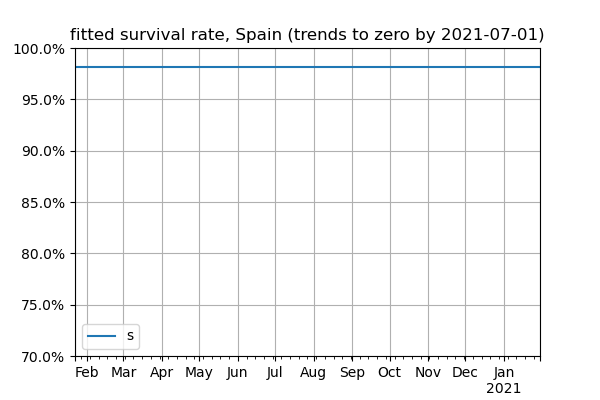 fitted survival rate, Spain (trends to zero by 2021-07-01)
100.0%
95.0%
90.0%
85.0%
80.0%
75.0%
70.0%
s
Feb Mar Apr May Jun Jul Aug Sep Oct Nov Dec Jan
2021